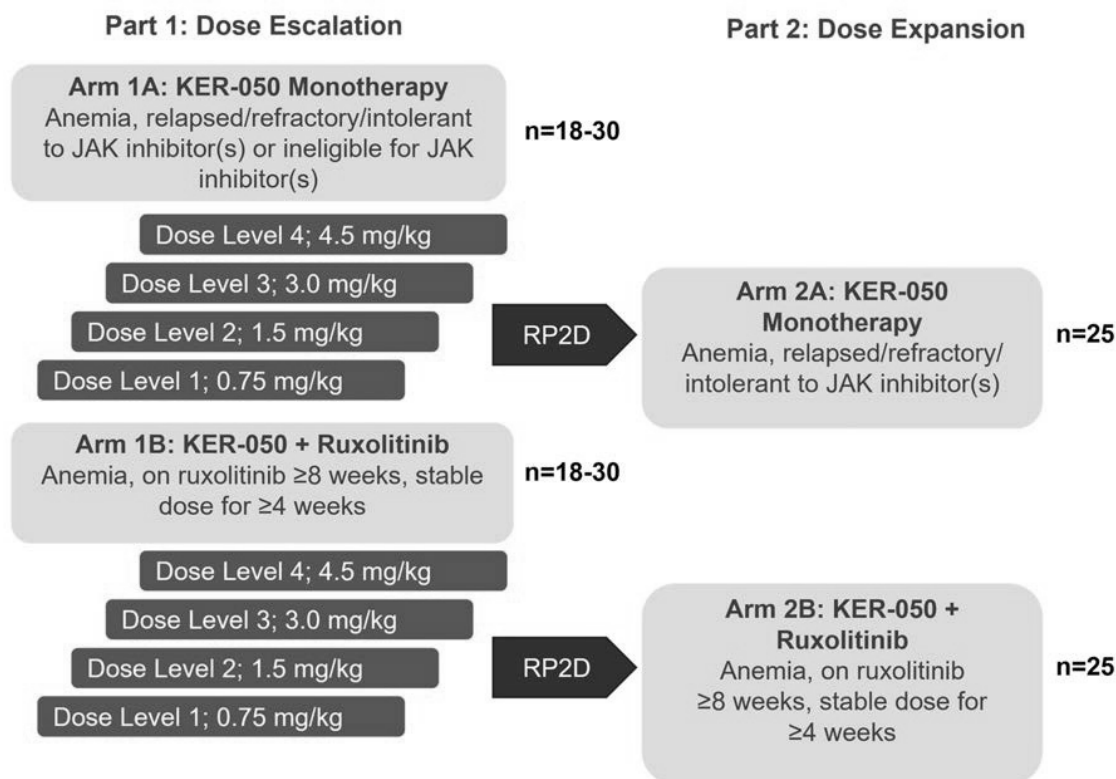 Part 1: Dose Escalation
Part 2: Dose Expansion
Arm 1A: KER-050 Monotherapy
Anemia, relapsed/refractory/intolerant
to JAK inhibitor(s) or ineligible for JAK
inhibitor(s)
n=18-30
Dose Level 4; 4.5 mg/kg
Dose Level 3; 3.0 mg/kg
Dose Level 2; 1.5 mg/kg
Dose Level 1; 0.75 mg/kg
RP2D
Arm 2A: KER-050
Monotherapy
Anemia, relapsed/refractory/
intolerant to JAK inhibitor(s)
n=25
Arm 1B: KER-050 + Ruxolitinib
Anemia, on ruxolitinib ≥8 weeks, stable
dose for ≥4 weeks
n=18-30
Dose Level 4; 4.5 mg/kg
Dose Level 3; 3.0 mg/kg
Dose Level 2; 1.5 mg/kg
Dose Level 1; 0.75 mg/kg
RP2D
Arm 2B: KER-050 +
Ruxolitinib
Anemia, on ruxolitinib
≥8 weeks, stable dose for
≥4 weeks
n=25